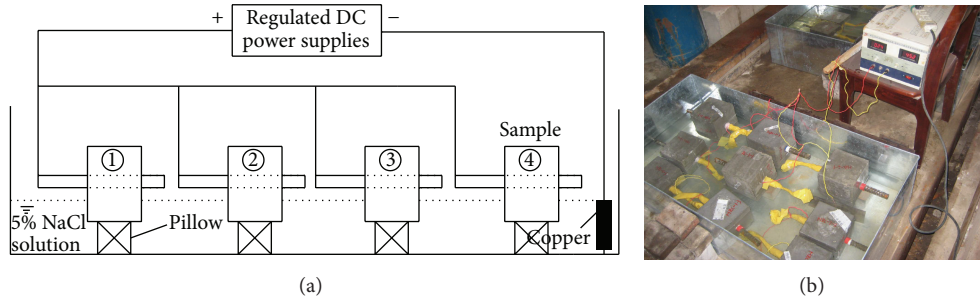 + Regulated DC −
power supplies
Sample
① ② ③ ④
5% NaCl
solution
Pillow
Copper
(a) (b)